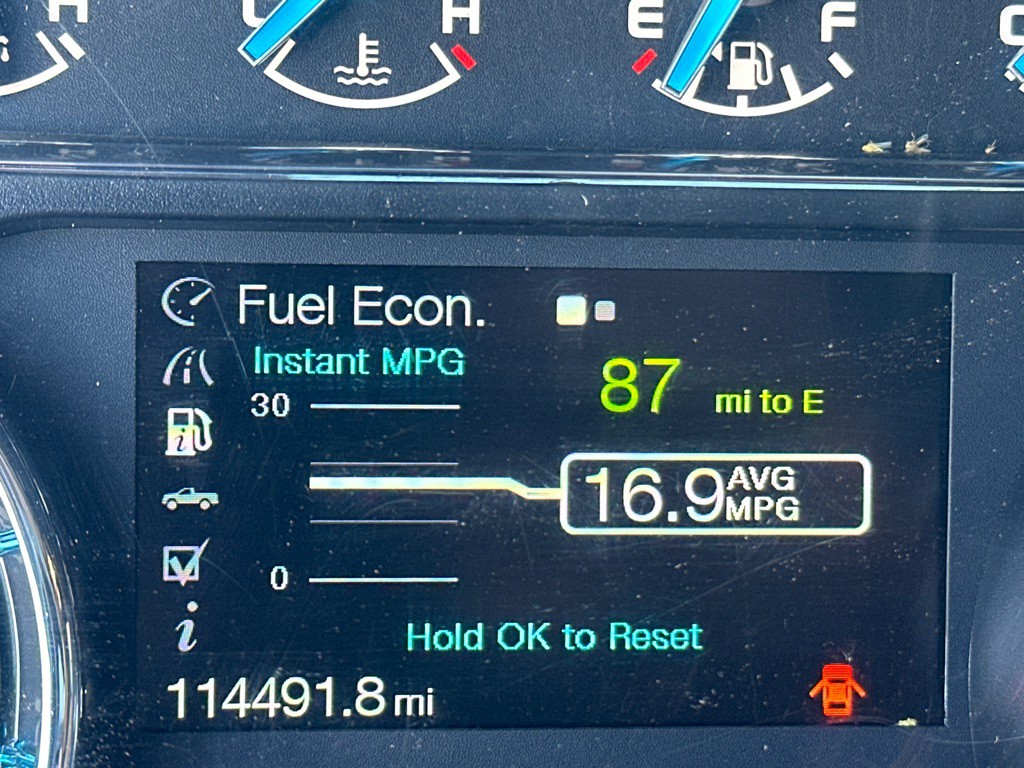 H
C H
E F
C
Fuel Econ.
Instant MPG
30
87 mi to E
16.9 AVG MPG
0
Hold OK to Reset
114491.8 mi